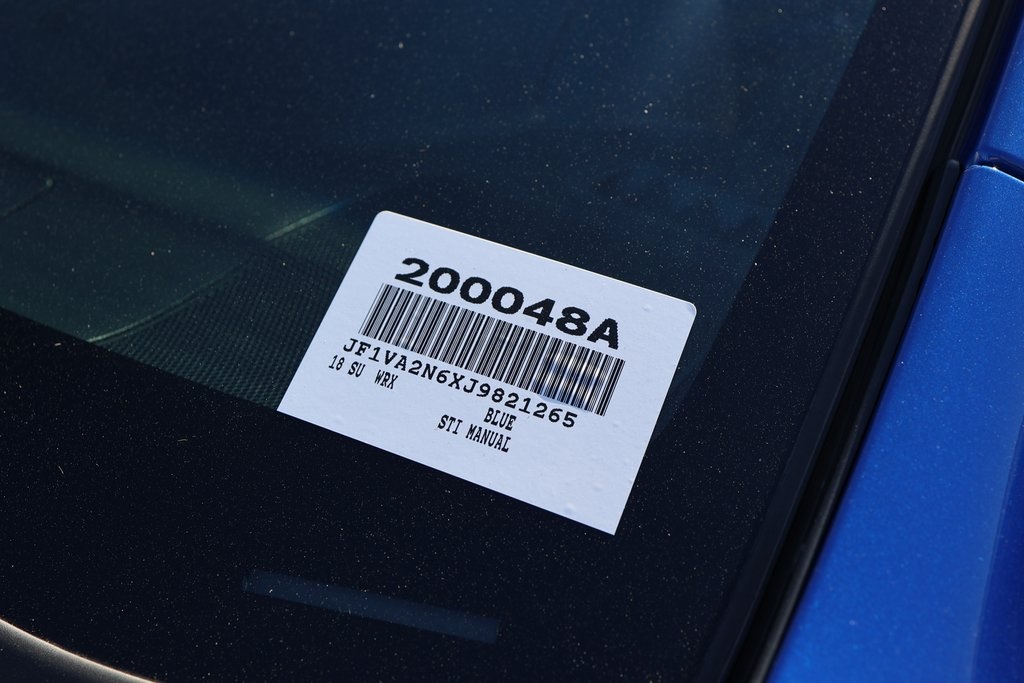 200048A
JF1VA2N6XJ9821265
18 SU WRX
BLUE
STI MANUAL